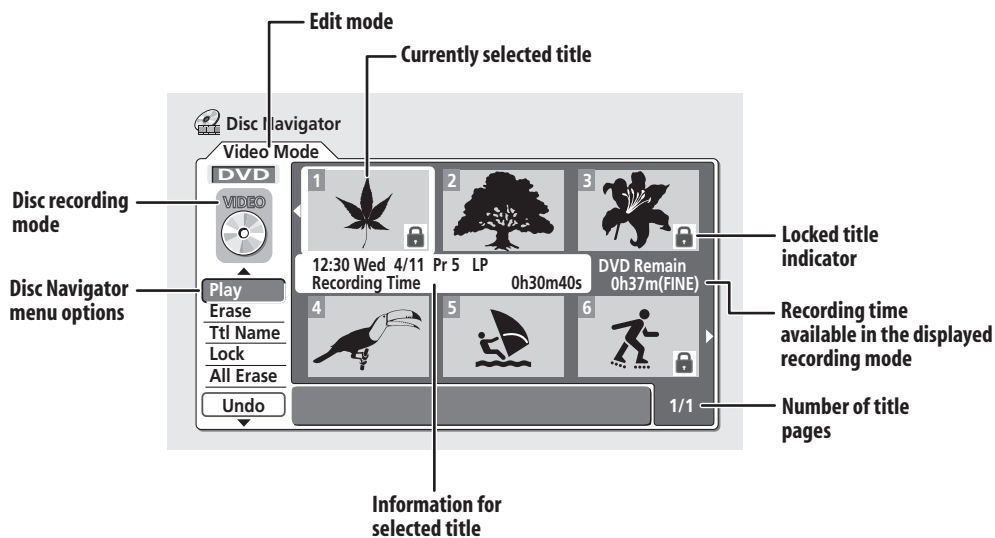 Edit mode
Currently selected title
Disc Navigator
Video Mode
DVD
VIDEO
1
2
3
Disc recording
mode
Locked title
indicator
12:30 Wed 4/11 Pr 5 LP
Recording Time 0h30m40s
DVD Remain
0h37m(FINE)
Disc Navigator
menu options
Play
Erase
Ttl Name
Lock
All Erase
Undo
4
5
6
Recording time
available in the displayed
recording mode
1/1
Number of title
pages
Information for
selected title